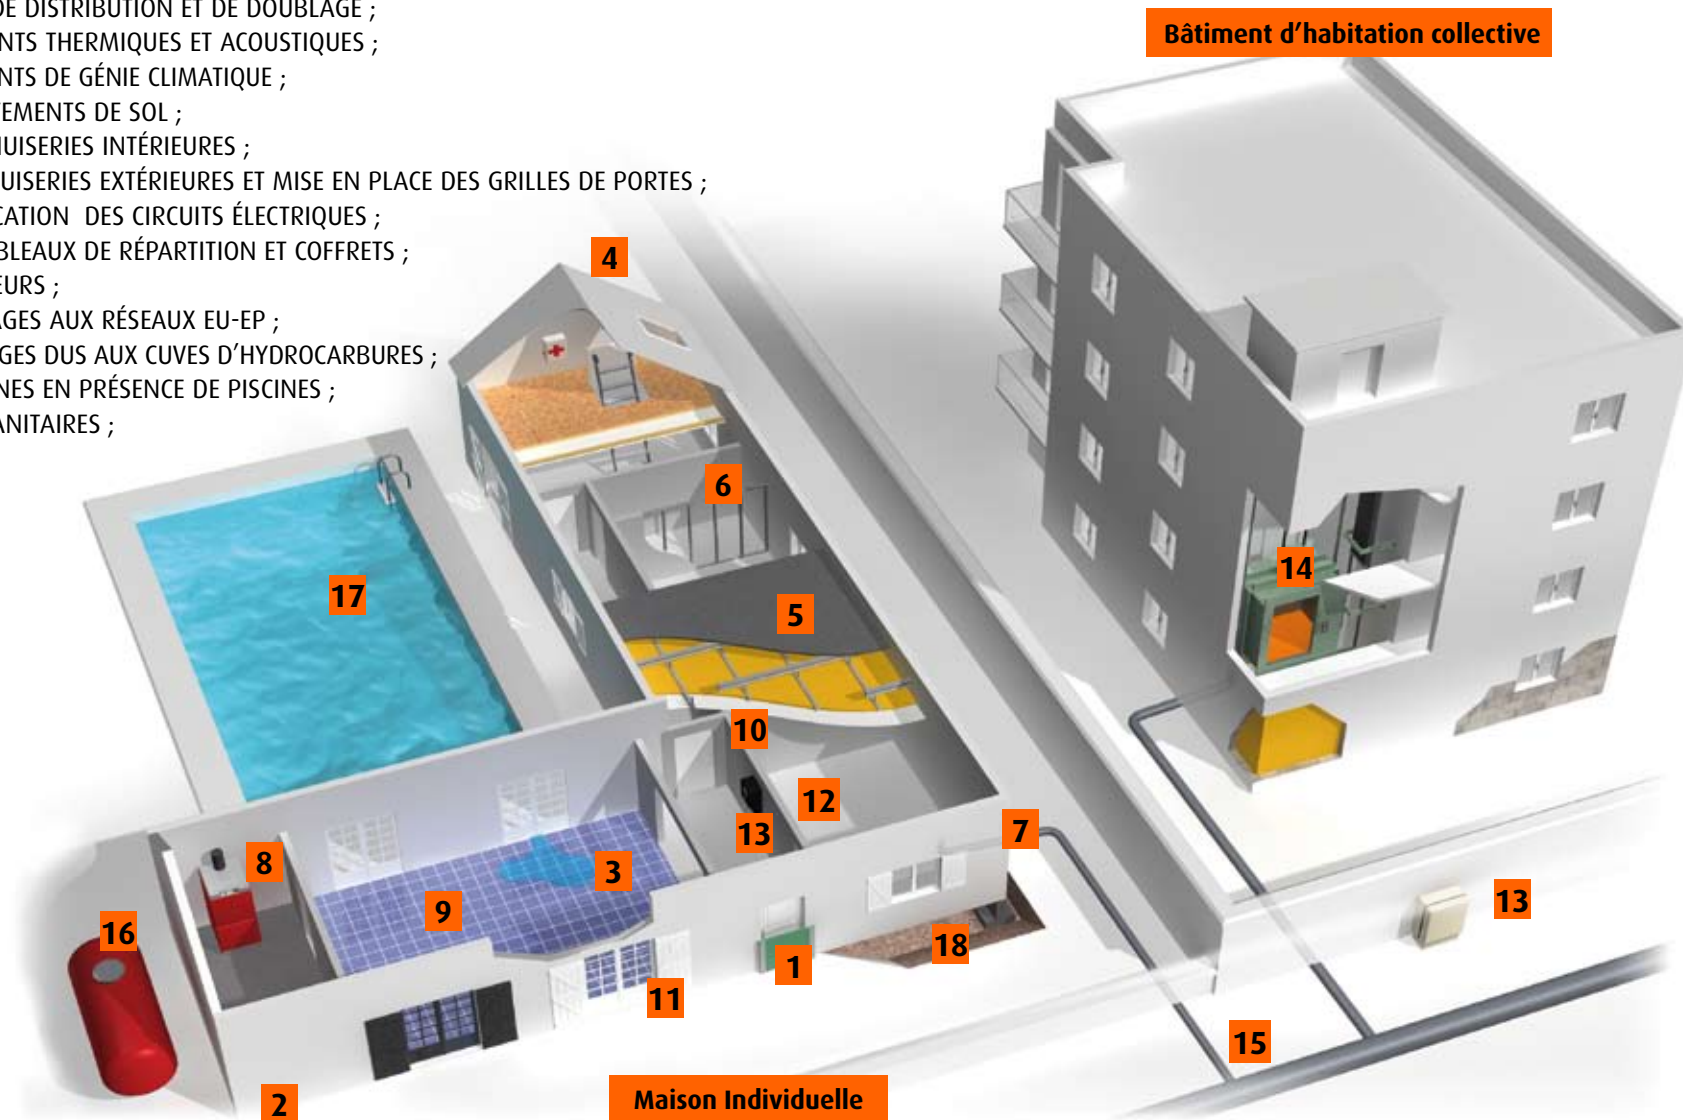 DE DISTRIBUTION ET DE DOUBLAGE ;
NTS THERMIQUES ET ACOUSTIQUES ;
NTS DE GÉNIE CLIMATIQUE ;
TEMENTS DE SOL ;
NUISERIES INTÉRIEURES ;
UISERIES EXTÉRIEURES ET MISE EN PLACE DES GRILLES DE PORTES ;
CATION DES CIRCUITS ÉLECTRIQUES ;
BLEAUX DE RÉPARTITION ET COFFRETS ;
EURS ;
AGES AUX RÉSEAUX EU-EP ;
GES DUS AUX CUVES D'HYDROCARBURES ;
NES EN PRÉSENCE DE PISCINES ;
ANITAIRES ;
Bâtiment d'habitation collective
4
6
14
17
5
10
12
13
7
8
3
9
13
16
18
1
11
15
2
Maison Individuelle